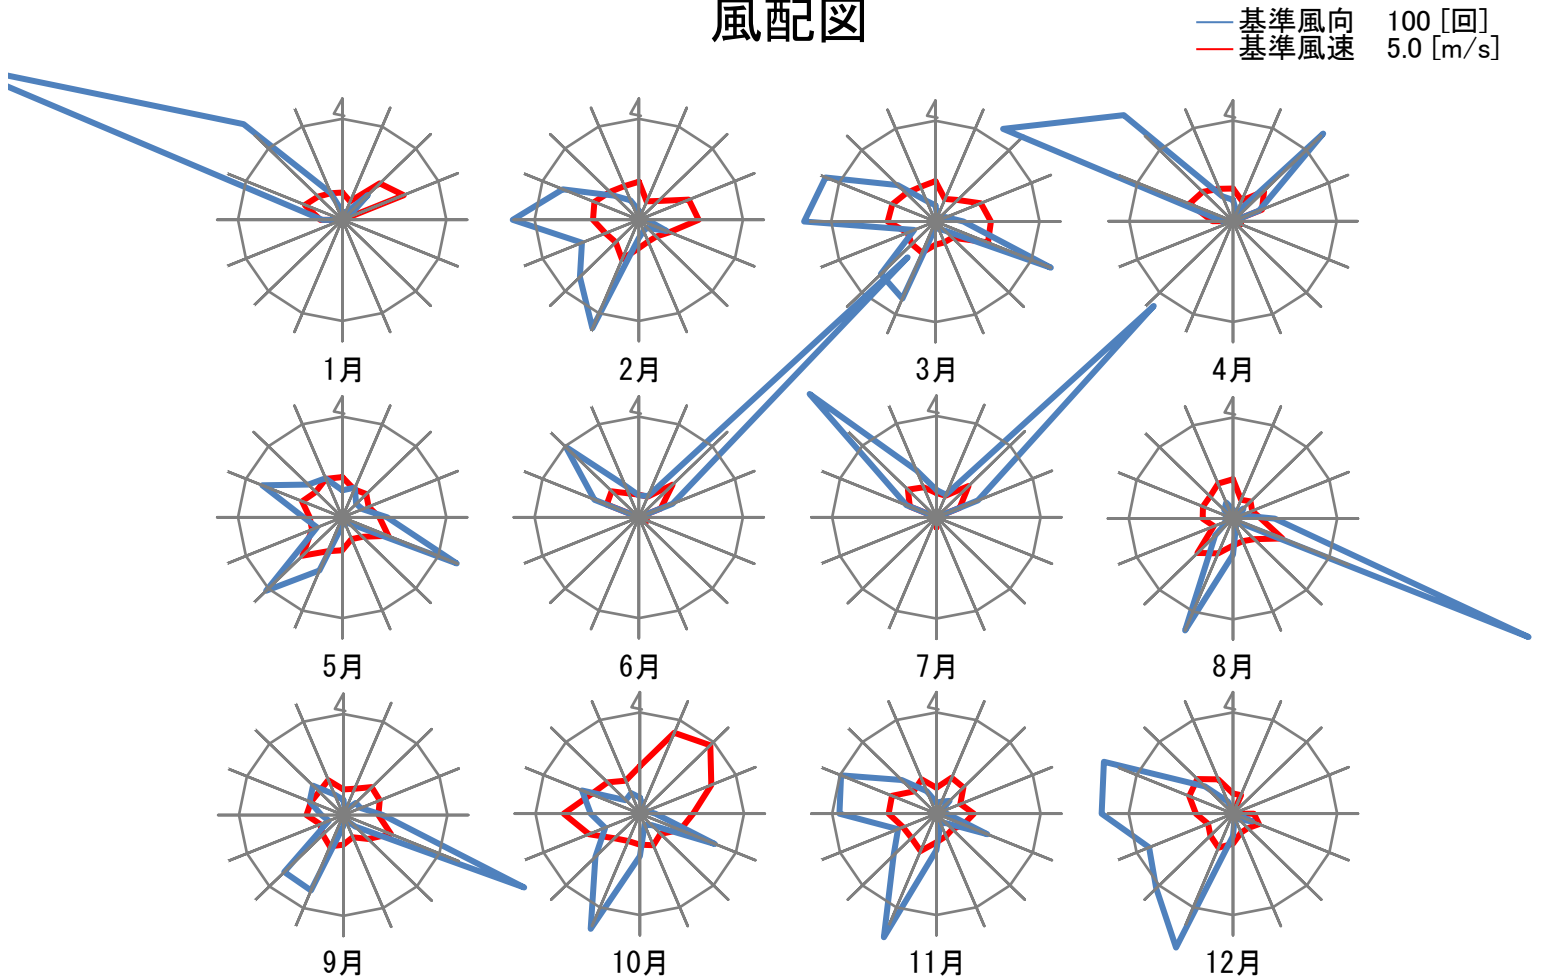 風配図
基準風向 100 [回]
基準風速 5.0 [m/s]
1月
2月
3月
4月
5月
6月
7月
8月
9月
10月
11月
12月